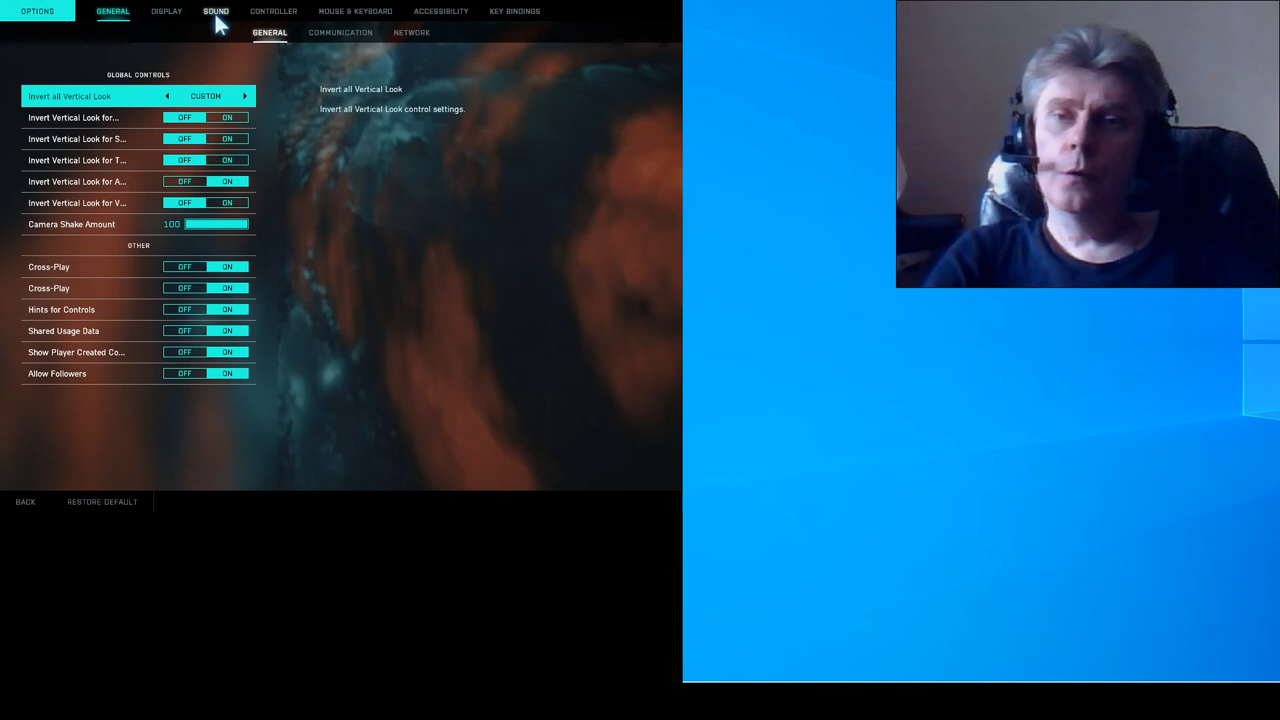 OPTIONS GENERAL DISPLAY SOUND CONTROLLER MOUSE & KEYBOARD ACCESSIBILITY KEY BINDINGS
GENERAL COMMUNICATION NETWORK
GLOBAL CONTROLS
Invert all Vertical Look CUSTOM
Invert Vertical Look for... OFF ON
Invert Vertical Look for S... OFF ON
Invert Vertical Look for T... OFF ON
Invert Vertical Look for A... OFF ON
Invert Vertical Look for V... OFF ON
Camera Shake Amount 100
OTHER
Cross-Play OFF ON
Cross-Play OFF ON
Hints for Controls OFF ON
Shared Usage Data OFF ON
Show Player Created Co... OFF ON
Allow Followers OFF ON
Invert all Vertical Look
Invert all Vertical Look control settings.
BACK RESTORE DEFAULT